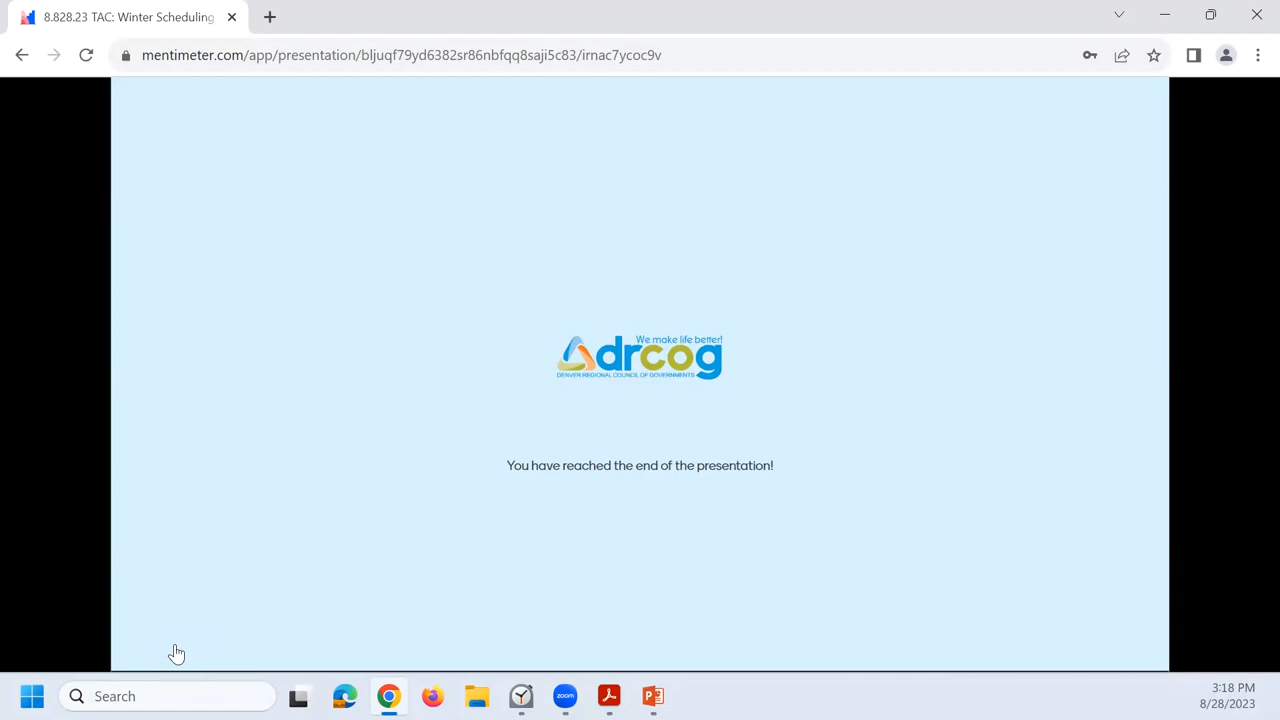 8.828.23 TAC: Winter Scheduling
mentimeter.com/app/presentation/bljuqf79yd6382sr86nbfqq8saji5c83/irnac7ycoc9v
We make life better!
drcog
DENVER REGIONAL COUNCIL OF GOVERNMENTS
You have reached the end of the presentation!
Search
zoom
3:18 PM
8/28/2023